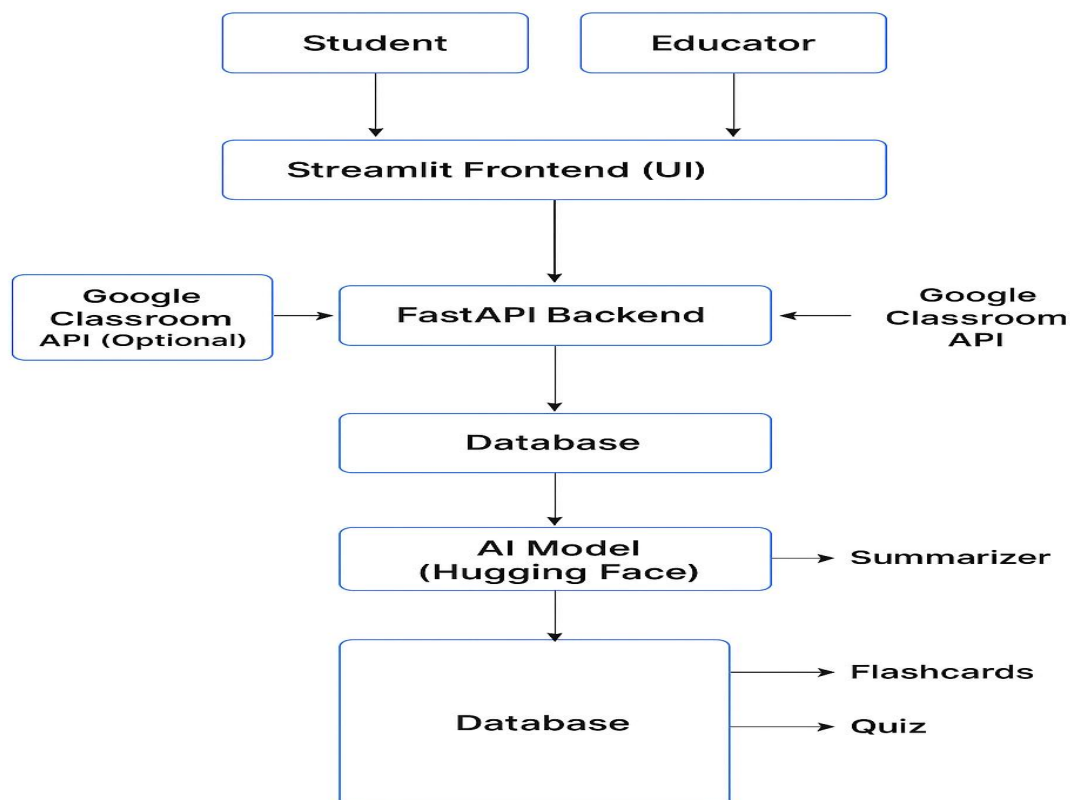 Student
Educator
Streamlit Frontend (UI)
Google
Classroom
API (Optional)
FastAPI Backend
Google
Classroom
API
Database
AI Model
(Hugging Face)
Summarizer
Flashcards
Database
Quiz